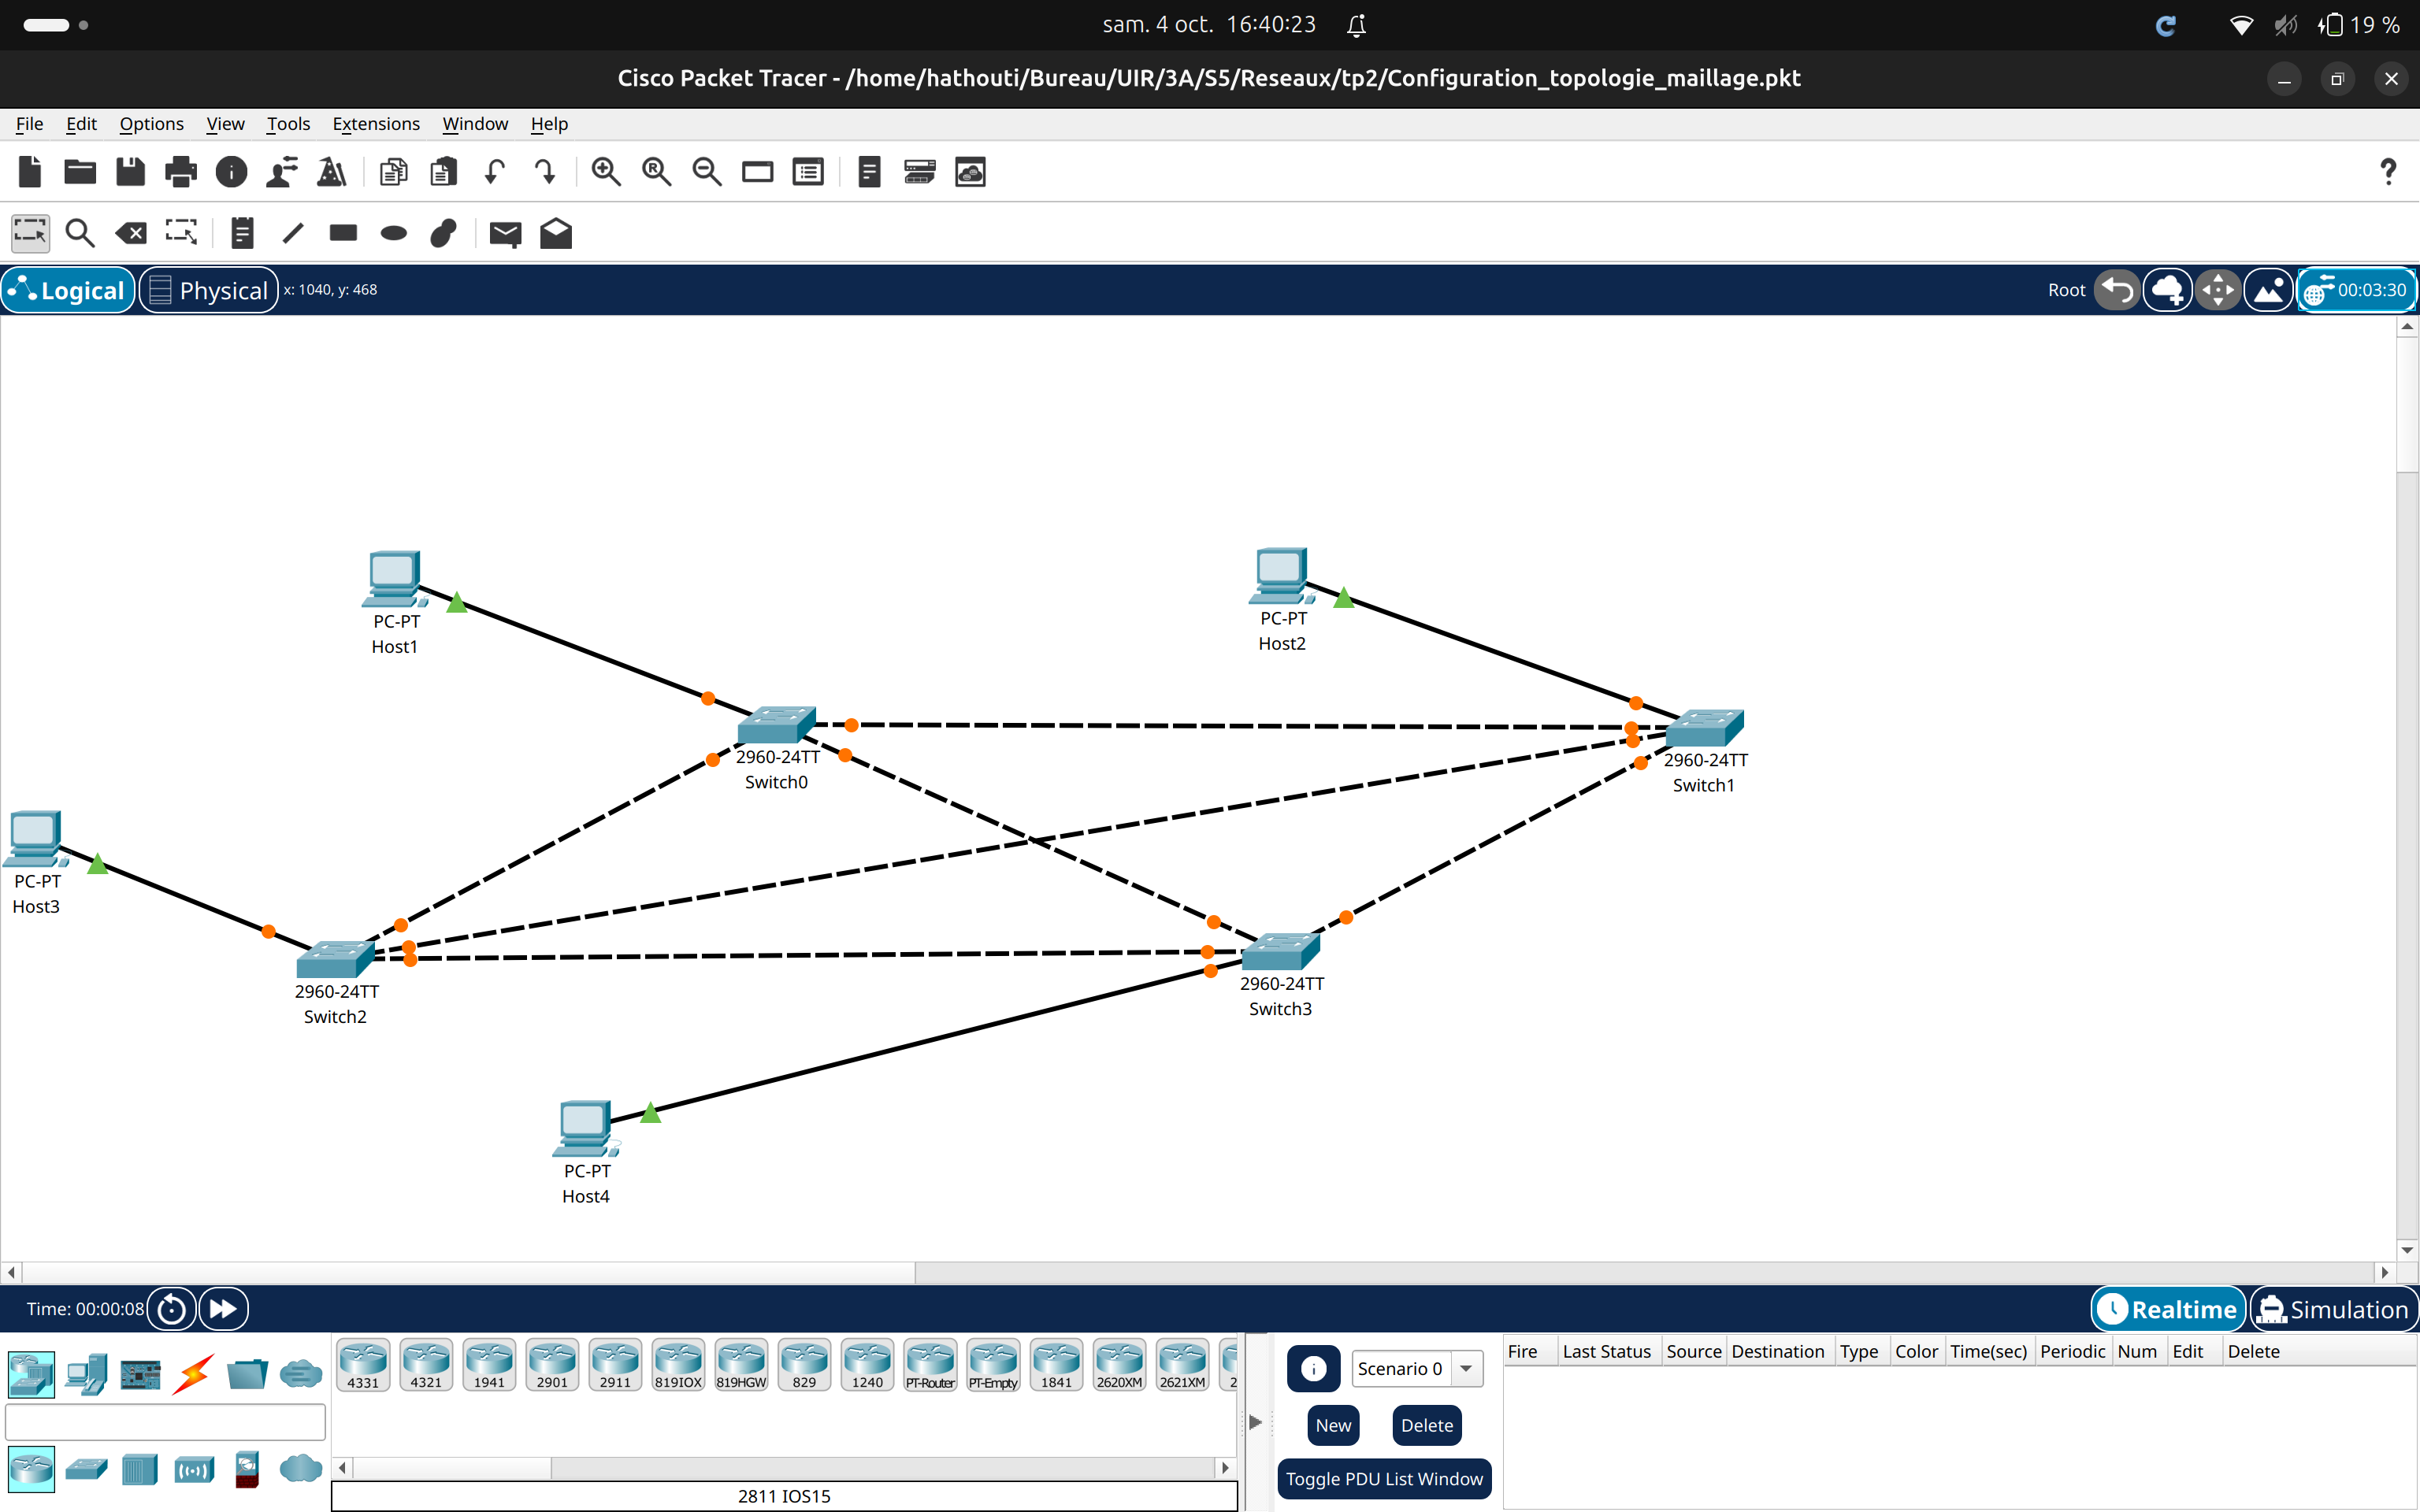 sam. 4 oct. 16:40:23
19 %
Cisco Packet Tracer - /home/hathouti/Bureau/UIR/3A/S5/Reseaux/tp2/Configuration_topologie_maillage.pkt
File Edit Options View Tools Extensions Window Help
Logical Physical x: 1040, y: 468 Root 00:03:30
PC-PT
Host1
PC-PT
Host2
2960-24TT
Switch0
2960-24TT
Switch1
PC-PT
Host3
2960-24TT
Switch2
2960-24TT
Switch3
PC-PT
Host4
Time: 00:00:08 Realtime Simulation
4331 4321 1941 2901 2911 819IOX 819HGW 829 1240 PT-Router PT-Empty 1841 2620XM 2621XM 2
2811 IOS15
Scenario 0
New Delete
Toggle PDU List Window
Fire Last Status Source Destination Type Color Time(sec) Periodic Num Edit Delete